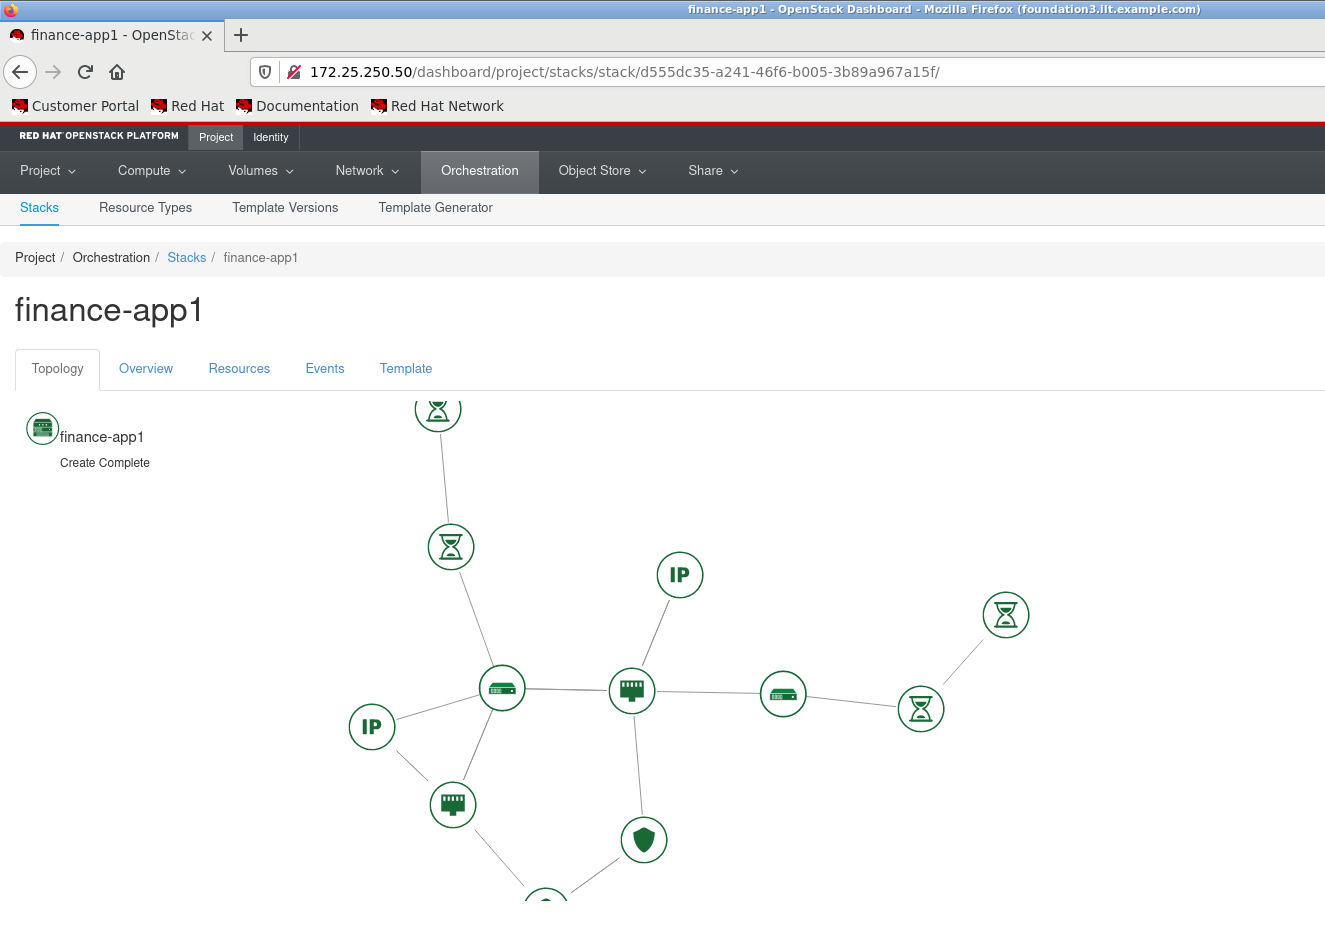 finance-app1 - OpenStack Dashboard - Mozilla Firefox (foundation3.ilt.example.com)
finance-app1 - OpenStac
172.25.250.50/dashboard/project/stacks/stack/d555dc35-a241-46f6-b005-3b89a967a15f/
Customer Portal Red Hat Documentation Red Hat Network
RED HAT OPENSTACK PLATFORM Project Identity
Project Compute Volumes Network Orchestration Object Store Share
Stacks Resource Types Template Versions Template Generator
Project / Orchestration / Stacks / finance-app1
finance-app1
Topology Overview Resources Events Template
finance-app1
Create Complete
IP
IP